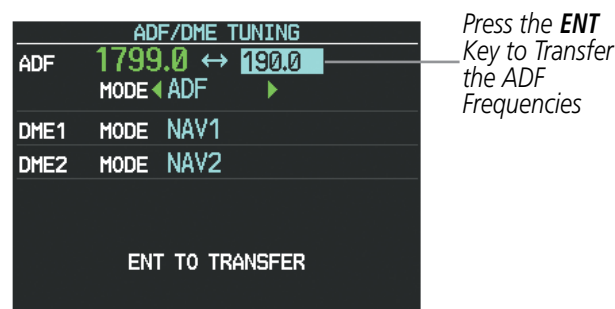 ADF/DME TUNING
ADF 1799.0 ↔ 190.0
MODE ADF
DME1 MODE NAV1
DME2 MODE NAV2
ENT TO TRANSFER
Press the ENT
Key to Transfer
the ADF
Frequencies